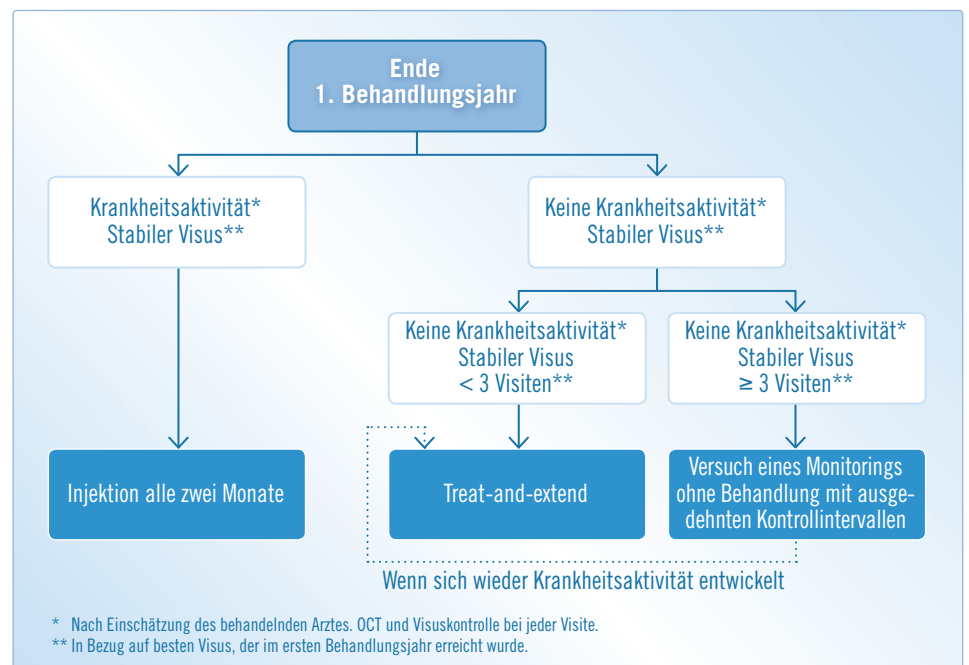 Ende
1. Behandlungsjahr
Krankheitsaktivität*
Stabiler Visus**
Keine Krankheitsaktivität*
Stabiler Visus**
Keine Krankheitsaktivität*
Stabiler Visus
< 3 Visiten**
Keine Krankheitsaktivität*
Stabiler Visus
≥ 3 Visiten**
Injektion alle zwei Monate
Treat-and-extend
Versuch eines Monitorings
ohne Behandlung mit ausge-
dehnten Kontrollintervallen
Wenn sich wieder Krankheitsaktivität entwickelt
* Nach Einschätzung des behandelnden Arztes. OCT und Visuskontrolle bei jeder Visite.
** In Bezug auf besten Visus, der im ersten Behandlungsjahr erreicht wurde.